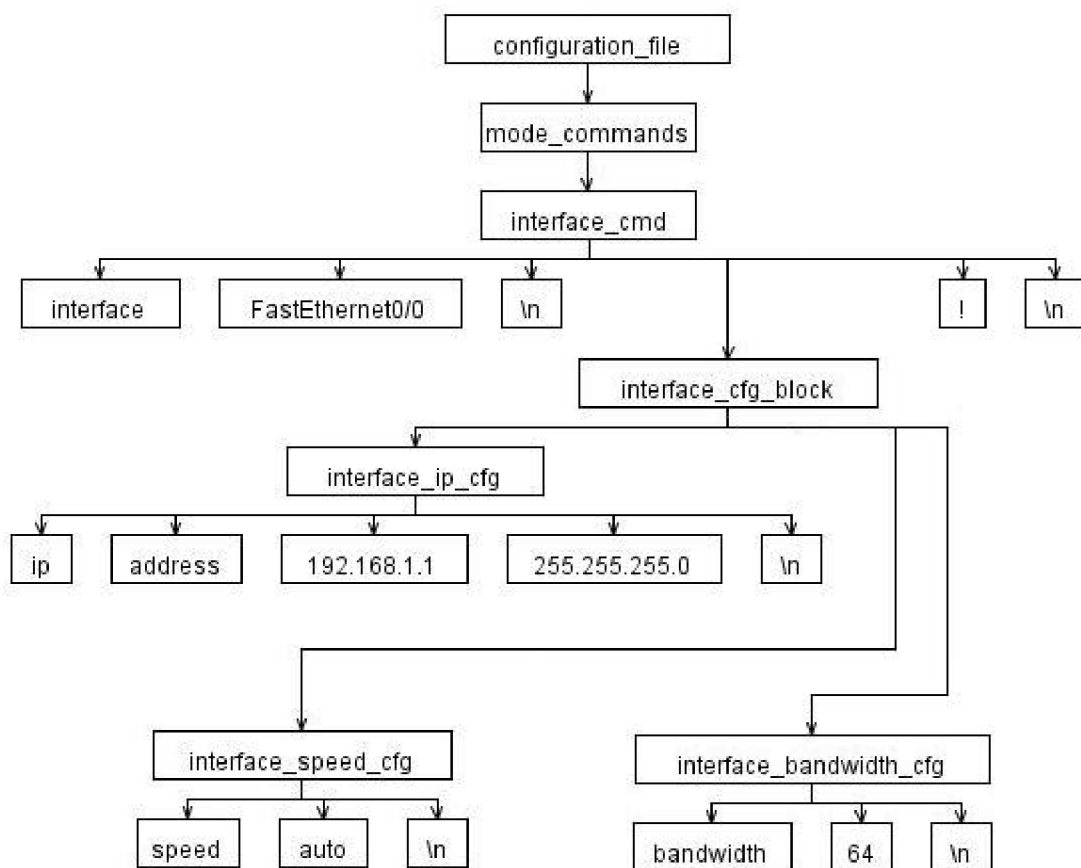 configuration_file
mode_commands
interface_cmd
interface FastEthernet0/0 \n ! \n
interface_cfg_block
interface_ip_cfg
ip address 192.168.1.1 255.255.255.0 \n
interface_speed_cfg interface_bandwidth_cfg
speed auto \n bandwidth 64 \n